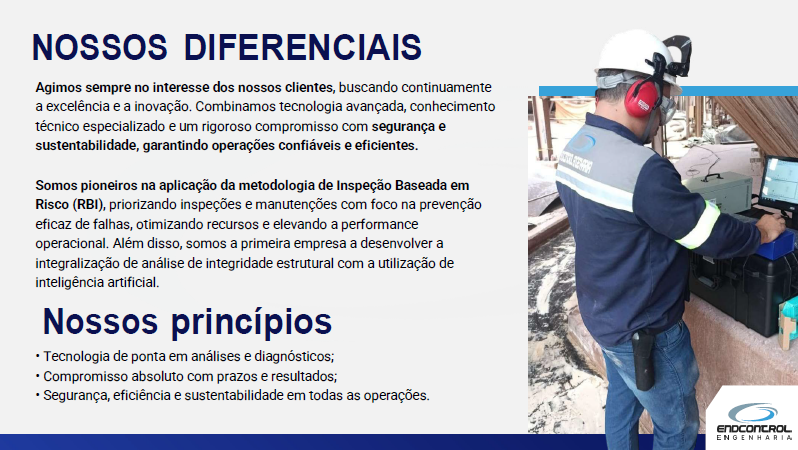 NOSSOS DIFERENCIAIS
Agimos sempre no interesse dos nossos clientes, buscando continuamente
a excelência e a inovação. Combinamos tecnologia avançada, conhecimento
técnico especializado e um rigoroso compromisso com segurança e
sustentabilidade, garantindo operações confiáveis e eficientes.
Somos pioneiros na aplicação da metodologia de Inspeção Baseada em
Risco (RBI), priorizando inspeções e manutenções com foco na prevenção
eficaz de falhas, otimizando recursos e elevando a performance
operacional. Além disso, somos a primeira empresa a desenvolver a
integralização de análise de integridade estrutural com a utilização de
inteligência artificial.
Nossos princípios
• Tecnologia de ponta em análises e diagnósticos;
• Compromisso absoluto com prazos e resultados;
• Segurança, eficiência e sustentabilidade em todas as operações.
ENDCONTROL
ENGENHARIA